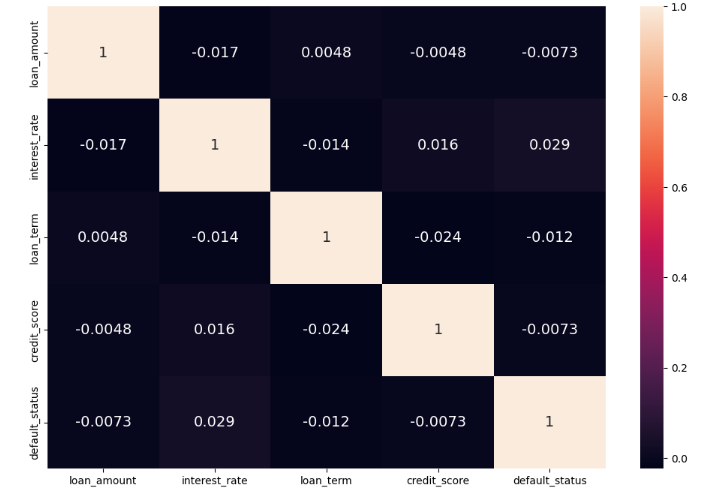 loan_amount 1 -0.017 0.0048 -0.0048 -0.0073
interest_rate -0.017 1 -0.014 0.016 0.029
loan_term 0.0048 -0.014 1 -0.024 -0.012
credit_score -0.0048 0.016 -0.024 1 -0.0073
default_status -0.0073 0.029 -0.012 -0.0073 1
loan_amount interest_rate loan_term credit_score default_status
1.0
0.8
0.6
0.4
0.2
0.0